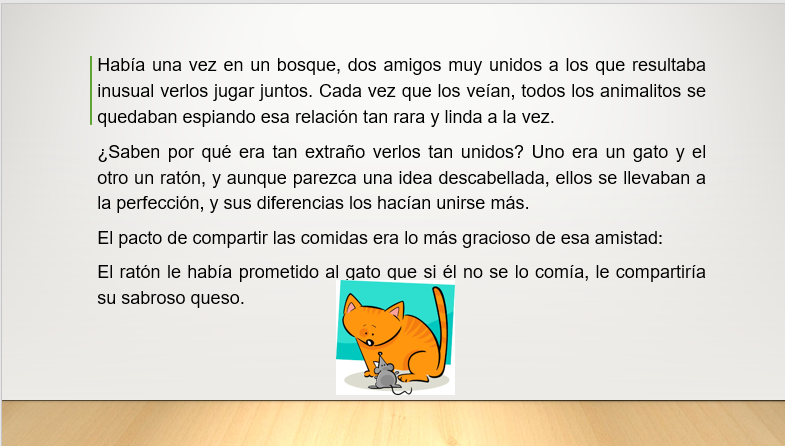 Había una vez en un bosque, dos amigos muy unidos a los que resultaba
inusual verlos jugar juntos. Cada vez que los veían, todos los animalitos se
quedaban espiando esa relación tan rara y linda a la vez.
¿Saben por qué era tan extraño verlos tan unidos? Uno era un gato y el
otro un ratón, y aunque parezca una idea descabellada, ellos se llevaban a
la perfección, y sus diferencias los hacían unirse más.
El pacto de compartir las comidas era lo más gracioso de esa amistad:
El ratón le había prometido al gato que si él no se lo comía, le compartiría
su sabroso queso.